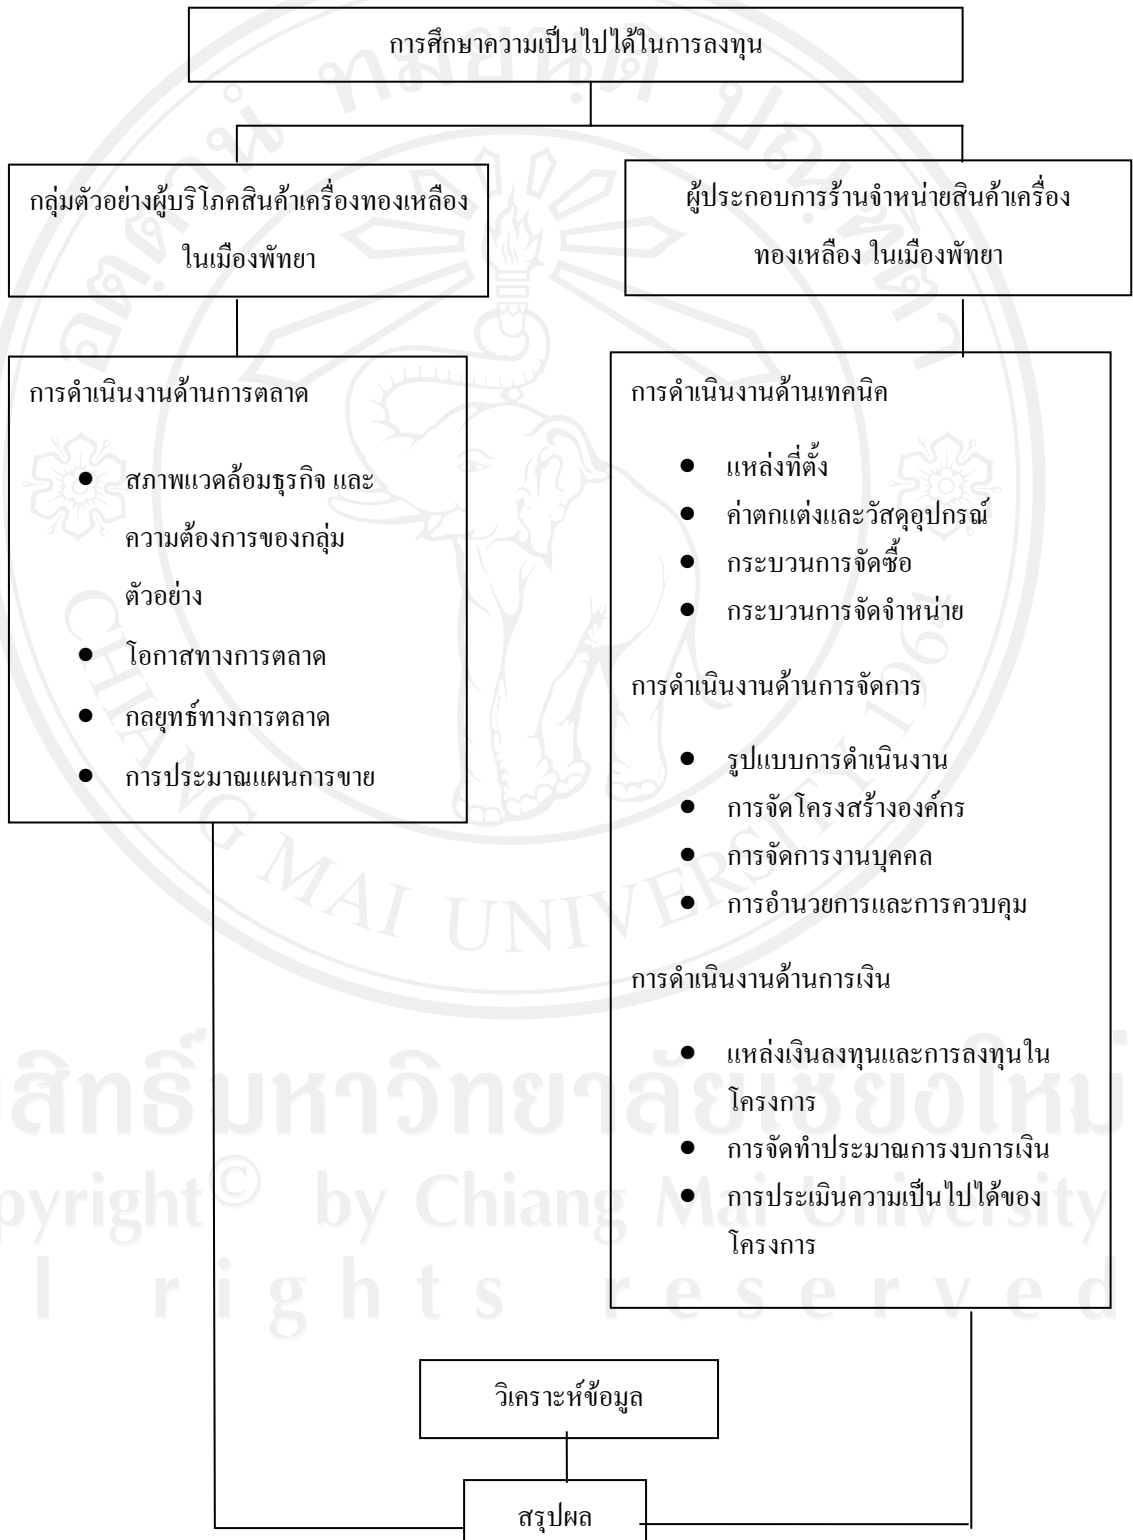 การศึกษาความเป็นไปได้ในการลงทุน
กลุ่มตัวอย่างผู้บริโภคสินค้าเครื่องทองเหลือง
ในเมืองพัทยา
ผู้ประกอบการร้านจำหน่ายสินค้าเครื่อง
ทองเหลือง ในเมืองพัทยา
การดำเนินงานด้านการตลาด
● สภาพแวดล้อมธุรกิจ และ
ความต้องการของกลุ่ม
ตัวอย่าง
● โอกาสทางการตลาด
● กลยุทธ์ทางการตลาด
● การประมาณแผนการขาย
การดำเนินงานด้านเทคนิค
● แหล่งที่ตั้ง
● ค่าตกแต่งและวัสดุอุปกรณ์
● กระบวนการจัดซื้อ
● กระบวนการจัดจำหน่าย
การดำเนินงานด้านการจัดการ
● รูปแบบการดำเนินงาน
● การจัดโครงสร้างองค์กร
● การจัดการงานบุคคล
● การอำนวยการและการควบคุม
การดำเนินงานด้านการเงิน
● แหล่งเงินลงทุนและการลงทุนใน
โครงการ
● การจัดทำประมาณการงบการเงิน
● การประเมินความเป็นไปได้ของ
โครงการ
วิเคราะห์ข้อมูล
สรุปผล
CHIANG MAI UNIVERSITY 1964
สิทธิ์มหาวิทยาลัยเชียงใหม่
pyright© by Chiang Mai University
l rights reserved